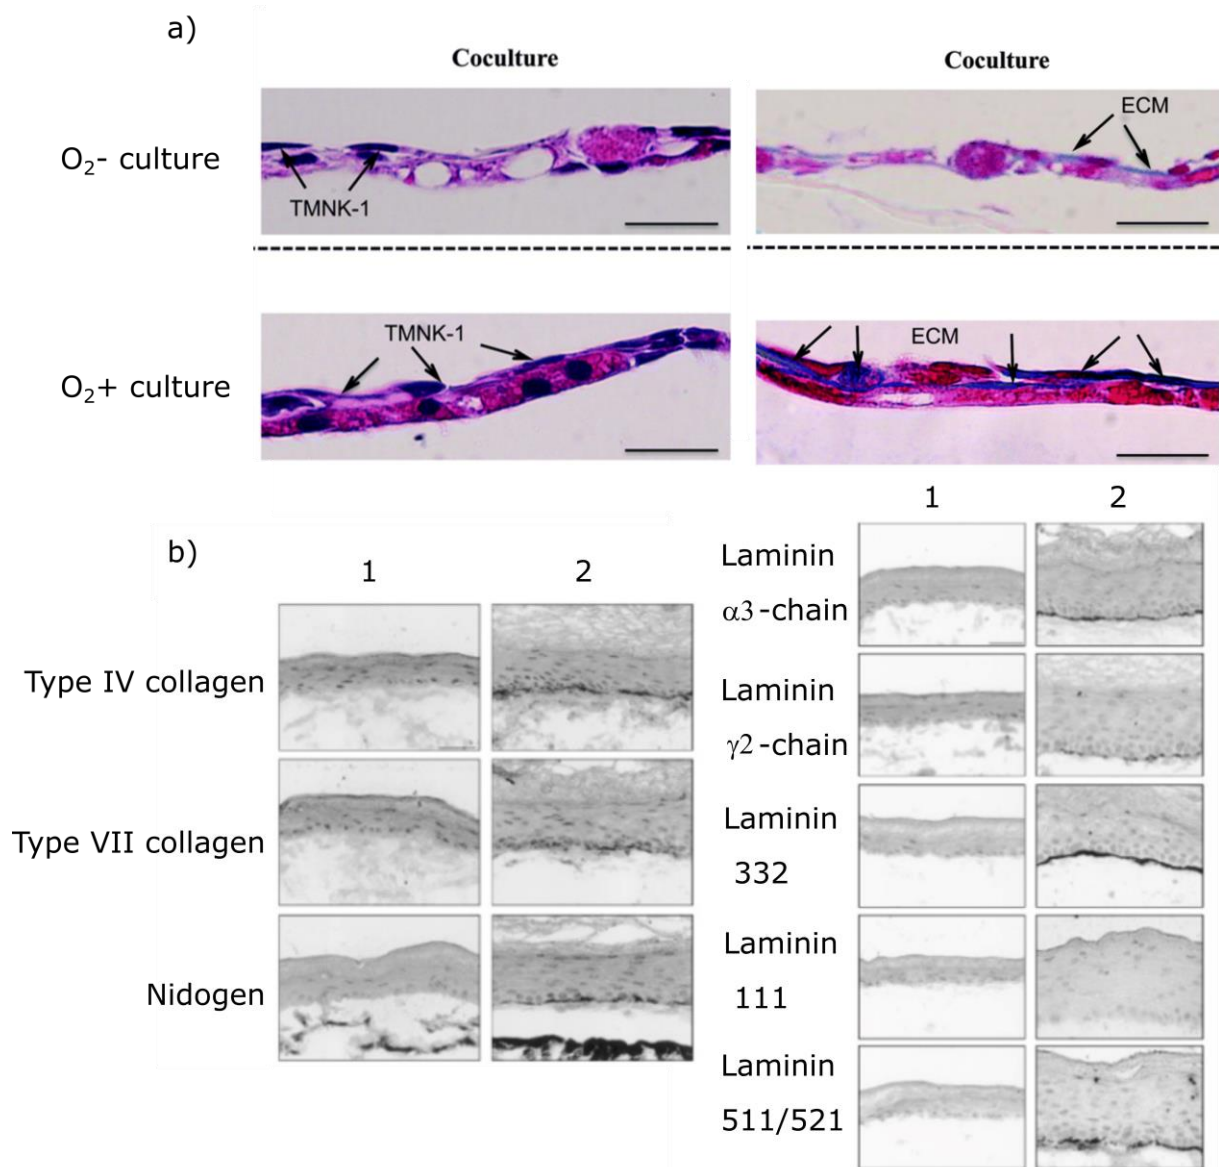 a)
Coculture
Coculture
O₂- culture
TMNK-1
ECM
O₂+ culture
TMNK-1
ECM
b)
1
2
Type IV collagen
Type VII collagen
Nidogen
1
2
Laminin
α3-chain
Laminin
γ2-chain
Laminin
332
Laminin
111
Laminin
511/521